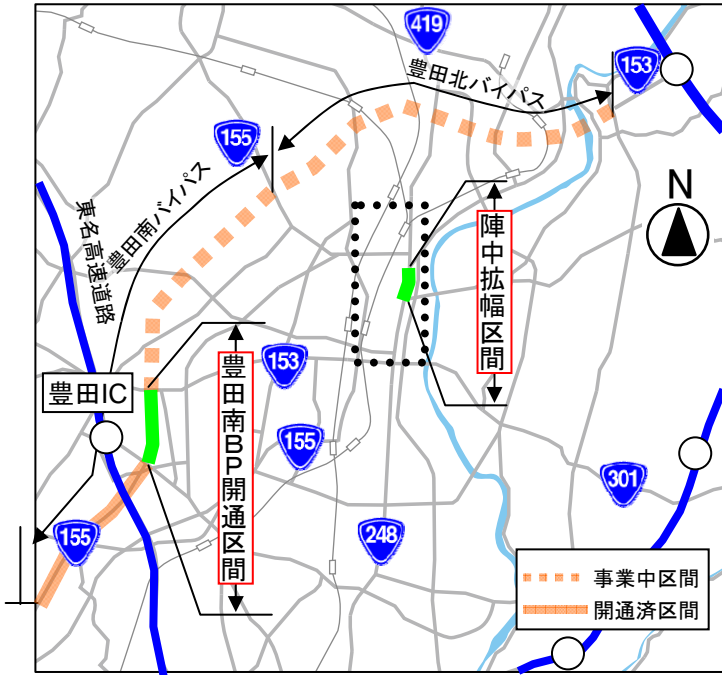 419
153
豊田北バイパス
155
豊田南バイパス
東名高速道路
N
陣中拡幅区間
豊田IC
153
豊田南BP開通区間
155
301
155
248
事業中区間
開通済区間